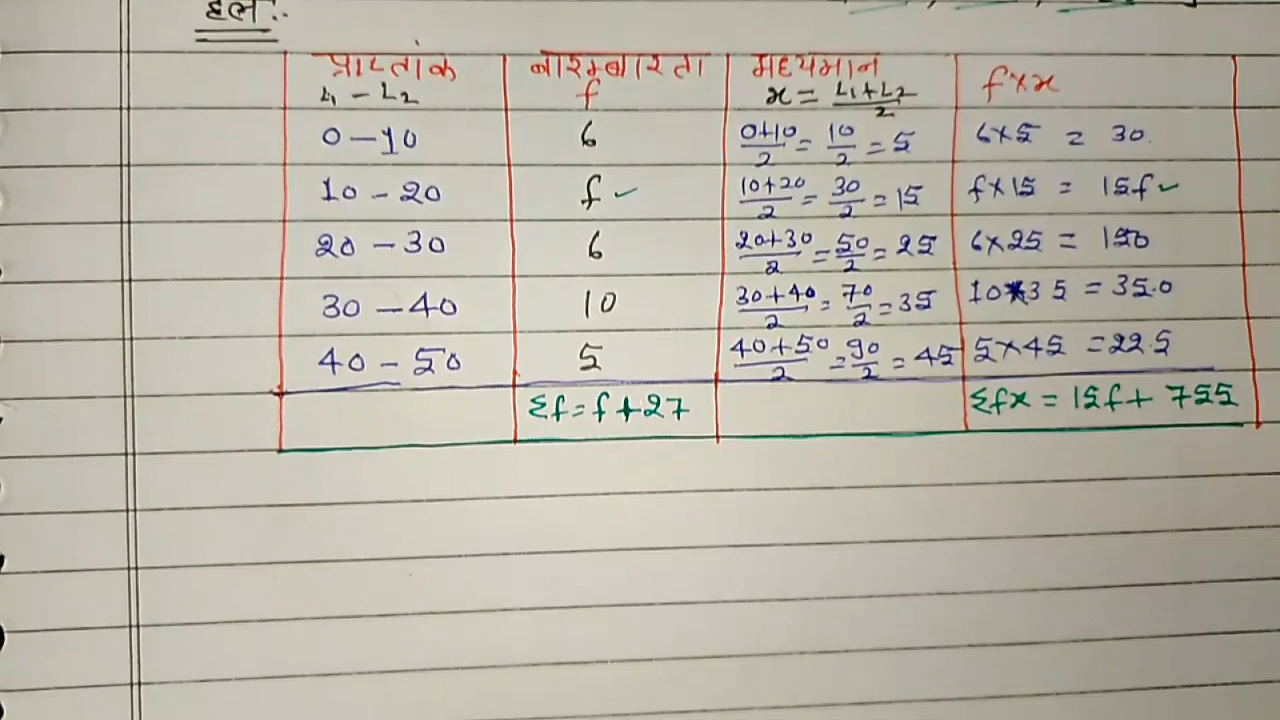 हल :.
प्राप्तांक बारम्बारता मध्यमान f×x
L₁ - L₂ f x = L₁+L₂/2
0-10 6 0+10/2 = 10/2 = 5 6×5 = 30.
10-20 f ✓ 10+20/2 = 30/2 = 15 f×15 = 15f ✓
20-30 6 20+30/2 = 50/2 = 25 6×25 = 150
30-40 10 30+40/2 = 70/2 = 35 10×35 = 350
40-50 5 40+50/2 = 90/2 = 45 5×45 = 225
Σf = f+27 Σfx = 15f+ 755